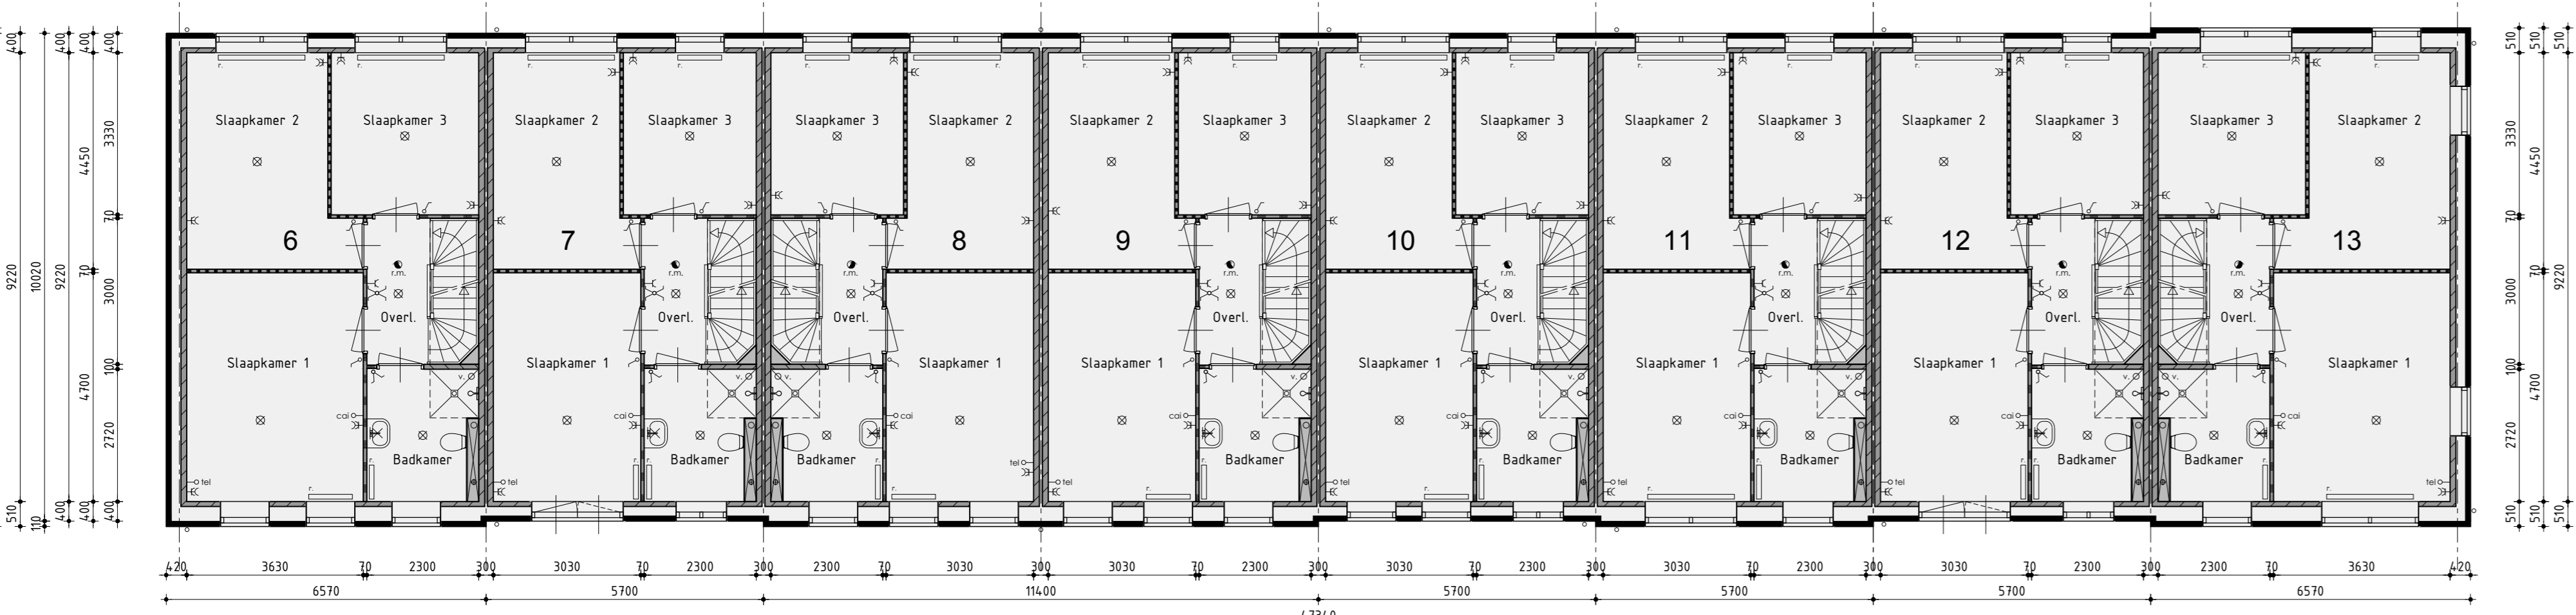 400 400 400 400 510 510 510
Slaapkamer 2 Slaapkamer 3 Slaapkamer 2 Slaapkamer 3 Slaapkamer 3 Slaapkamer 2 Slaapkamer 2 Slaapkamer 3 Slaapkamer 2 Slaapkamer 3 Slaapkamer 2 Slaapkamer 3 Slaapkamer 2 Slaapkamer 3 Slaapkamer 3 Slaapkamer 2
3330 3330
4450 4450
70 70
6 7 8 9 10 11 12 13
9220 10020 9220 70 70 9220
r.m. r.m. r.m. r.m. r.m. r.m. r.m. r.m.
3000 3000
Overl. Overl. Overl. Overl. Overl. Overl. Overl. Overl.
Slaapkamer 1 Slaapkamer 1 Slaapkamer 1 Slaapkamer 1 Slaapkamer 1 Slaapkamer 1 Slaapkamer 1 Slaapkamer 1
100 100
v. v. v. v. v. v. v. v.
4700 4700
cai cai cai cai cai cai cai cai
2720 2720
Badkamer Badkamer Badkamer Badkamer Badkamer Badkamer Badkamer Badkamer
tel tel tel tel tel tel tel tel
510 110 400 400 400 510 510 510
420 3630 70 2300 300 3030 70 2300 300 2300 70 3030 300 3030 70 2300 300 3030 70 2300 300 3030 70 2300 300 3030 70 2300 300 2300 70 3630 420
6570 5700 11400 5700 5700 5700 6570
47340